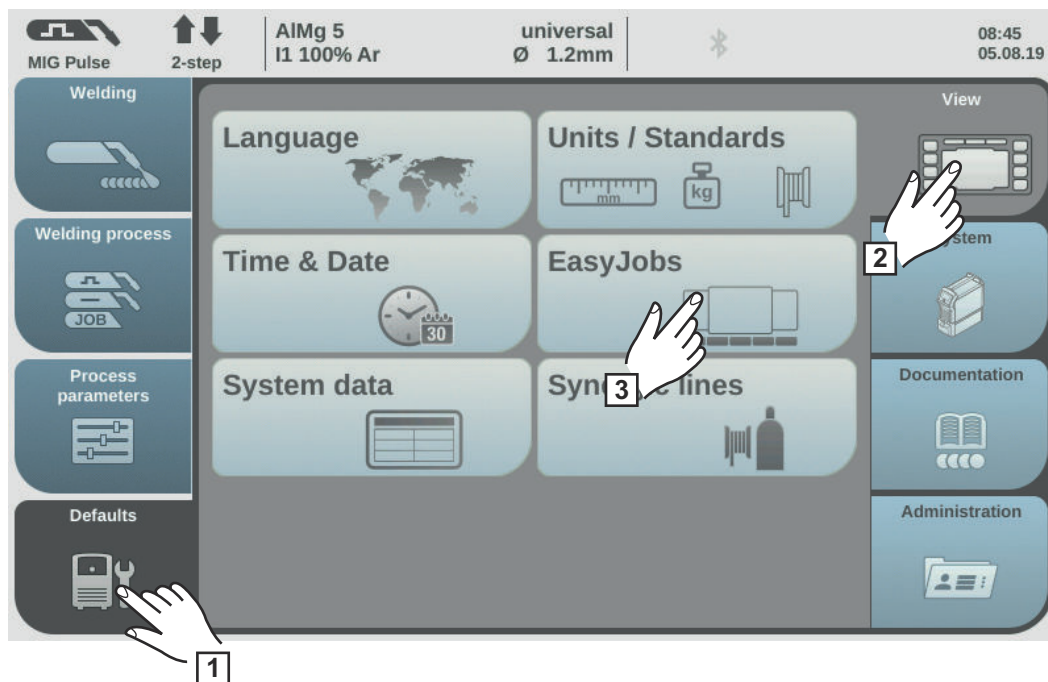 AlMg 5
universal
08:45
MIG Pulse
2-step
I1 100% Ar
Ø 1.2mm
05.08.19
Welding
View
Language
Units / Standards
mm
kg
Welding process
JOB
Time & Date
30
EasyJobs
2
Process
parameters
System data
3
lines
Documentation
Defaults
Administration
1